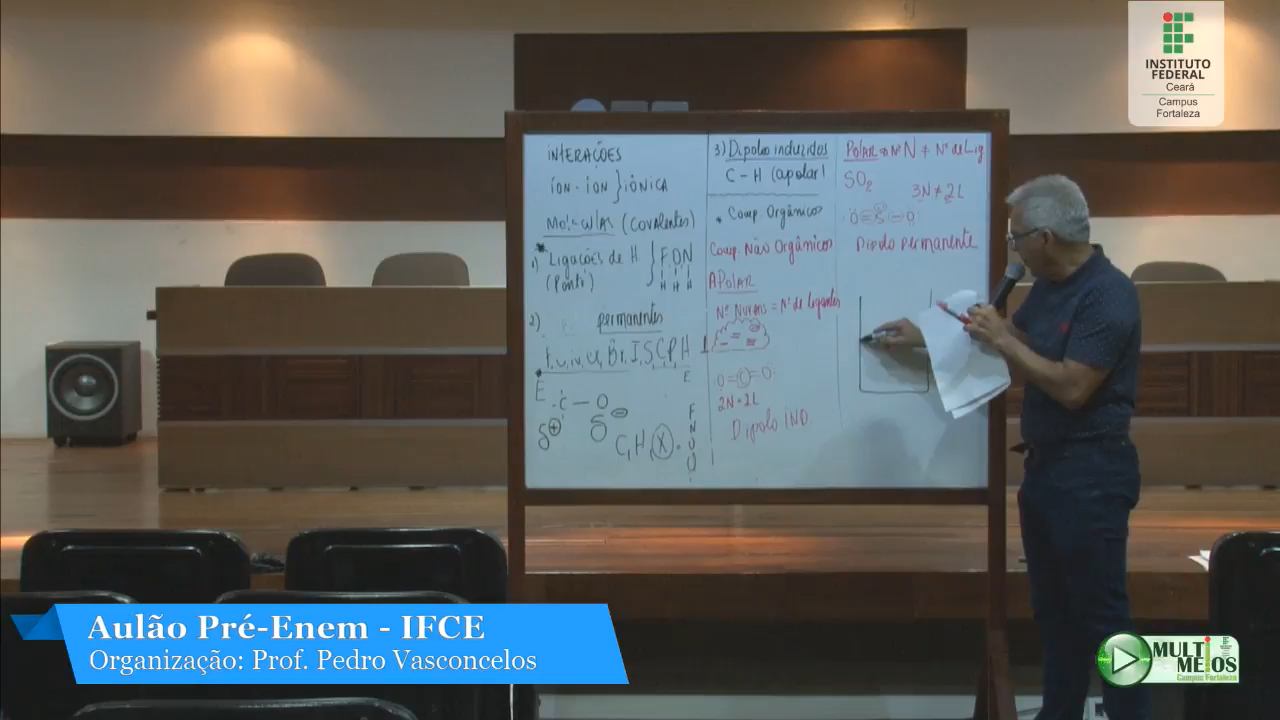 INTERAÇÕES
ÍON - ÍON } IÔNICA
MOLÉCULAS (COVALENTES)
1) Ligações de H } F,O,N
(Ponte) H H H
2) permanentes
Br, I, S, C, P, H
E
E
C — O
δ⊕ δ⊖
C, H, X =
F
N
O
3) Dipolos induzidos
C - H (apolar)
* Comp. Orgânicos
Comp. Não Orgânicos
APOLAR
Nº Nuvens = Nº de Ligantes
O=C=O
2N = 2L
Dipolo IND.
POLAR => Nº N ≠ Nº de Lig
SO2
3N ≠ 2L
O=S-O
Dipolo permanente
INSTITUTO
FEDERAL
Ceará
Campus
Fortaleza
Aulão Pré-Enem - IFCE
Organização: Prof. Pedro Vasconcelos
MULTI
MEIOS
Campus Fortaleza